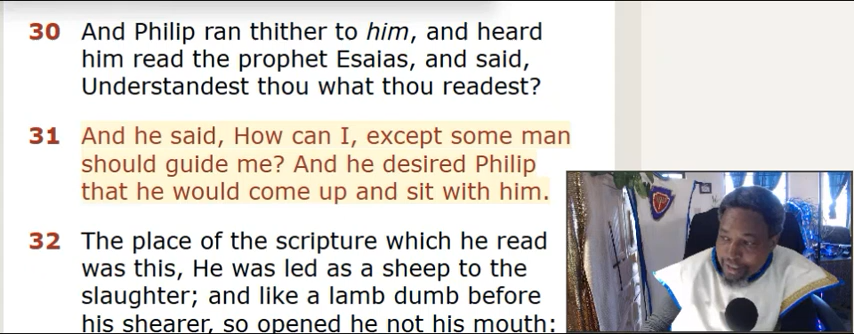 30 And Philip ran thither to him, and heard
him read the prophet Esaias, and said,
Understandest thou what thou readest?
31 And he said, How can I, except some man
should guide me? And he desired Philip
that he would come up and sit with him.
32 The place of the scripture which he read
was this, He was led as a sheep to the
slaughter; and like a lamb dumb before
his shearer, so opened he not his mouth: